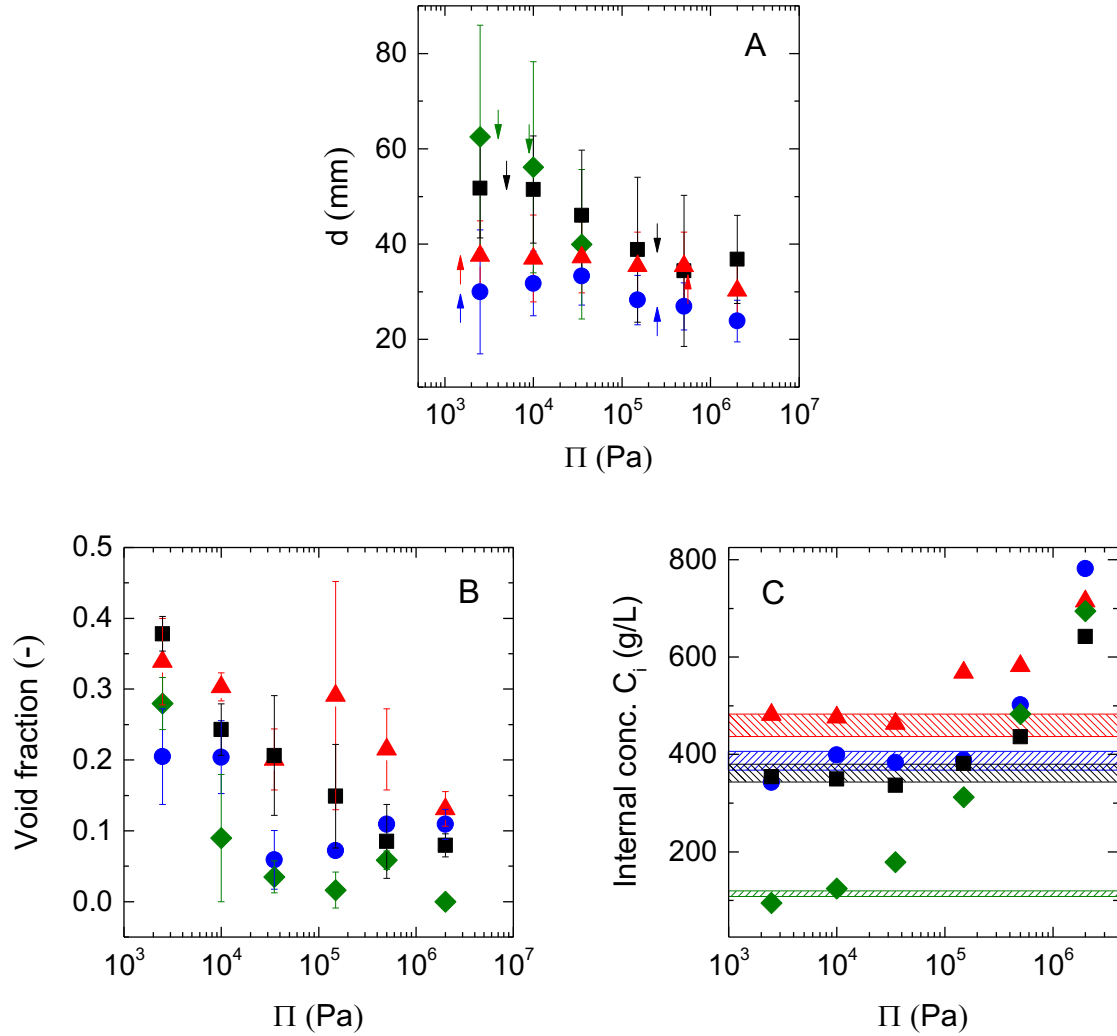 A
80
60
40
20
d (mm)
10³ 10⁴ 10⁵ 10⁶ 10⁷
Π (Pa)
B
0.5
0.4
0.3
0.2
0.1
0.0
Void fraction (-)
10³ 10⁴ 10⁵ 10⁶ 10⁷
Π (Pa)
C
800
600
400
200
Internal conc. Cᵢ (g/L)
10³ 10⁴ 10⁵ 10⁶
Π (Pa)